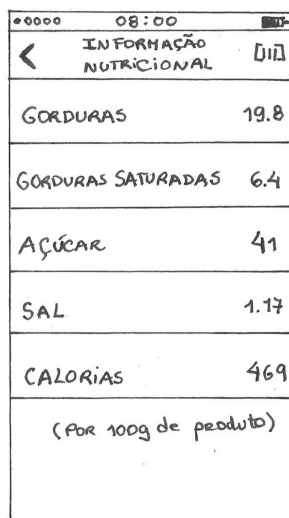 08:00
INFORMAÇÃO
NUTRICIONAL
GORDURAS 19.8
GORDURAS SATURADAS 6.4
AÇÚCAR 41
SAL 1.17
CALORIAS 469
(POR 100g de produto)